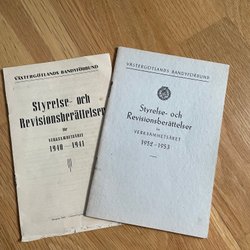 VÄSTERGÖTLANDS BANDYFÖRBUND
Styrelse- och
Revisionsberättelser
för
VERKSAMHETSÅRET
1940—1941
VÄSTERGÖTLANDS BANDYFÖRBUND
Styrelse- och
Revisionsberättelser
för
VERKSAMHETSÅRET
1952-1953